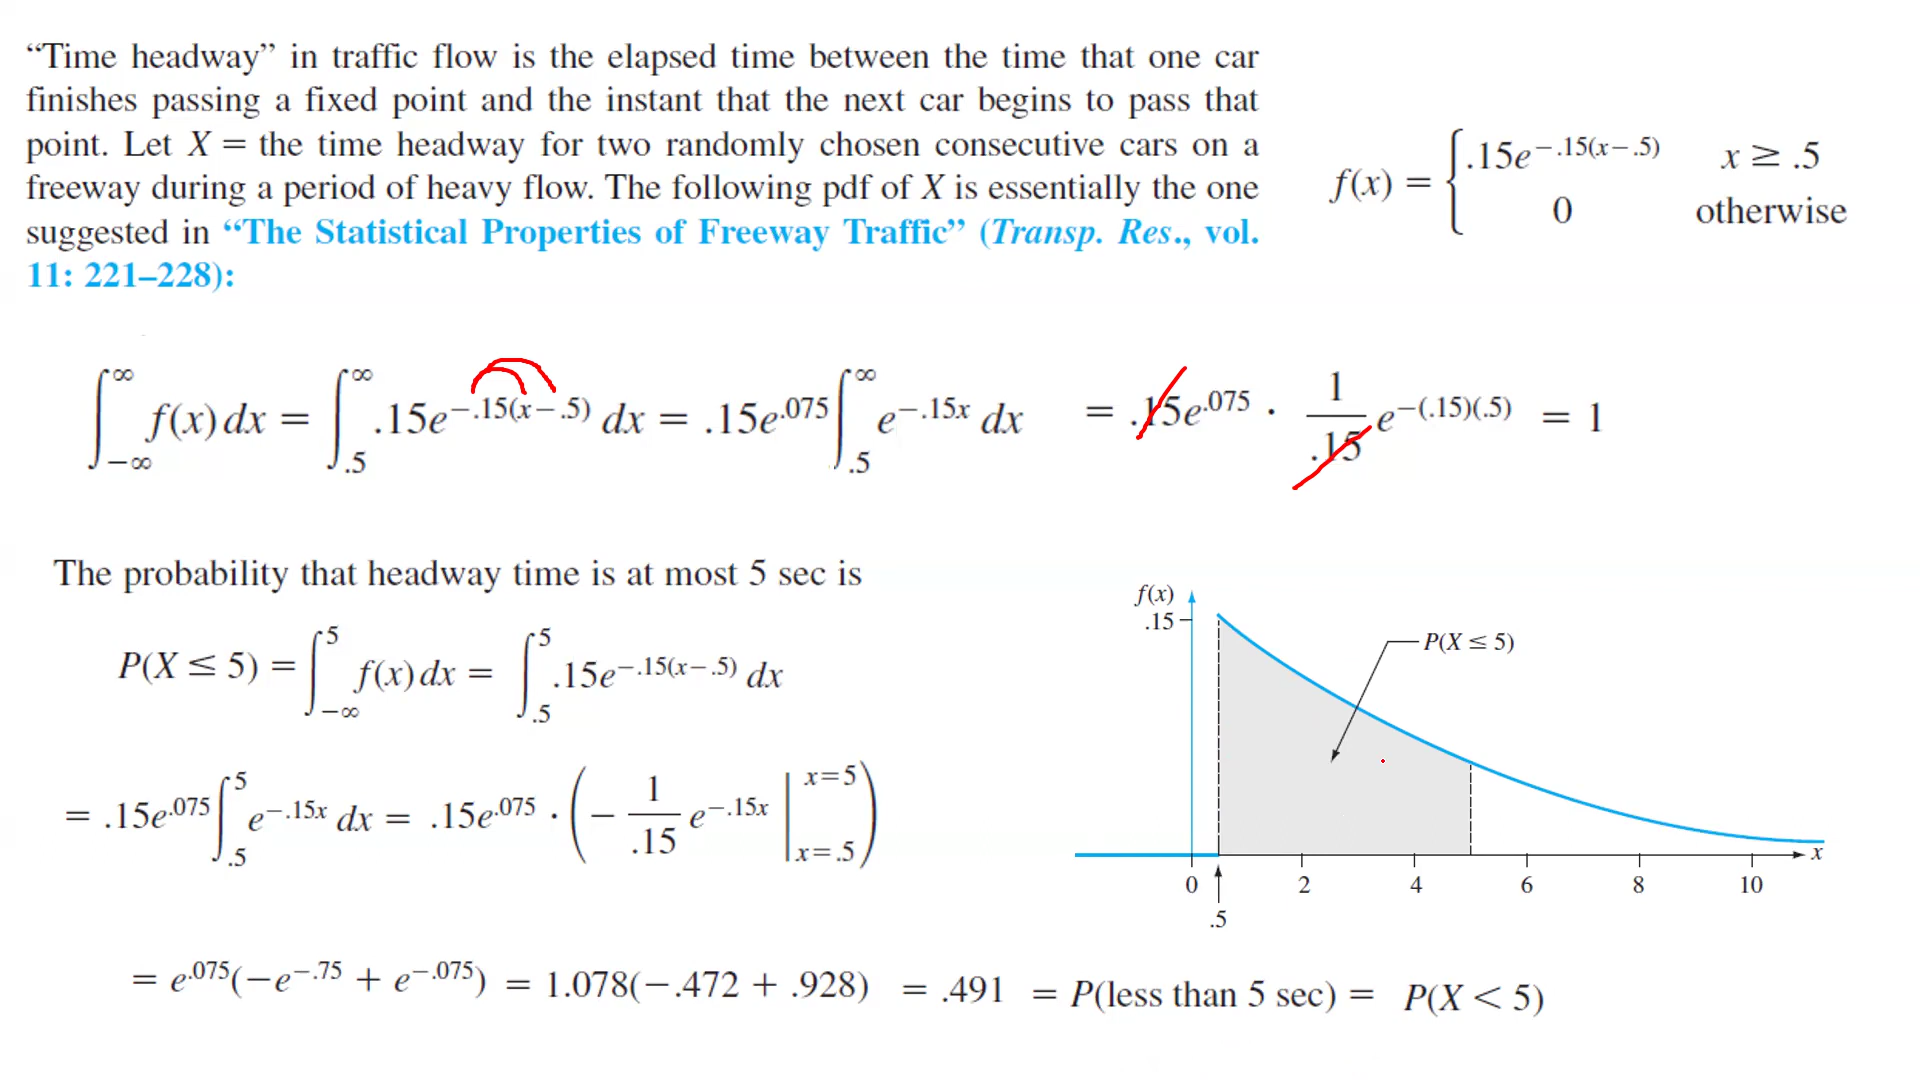 “Time headway” in traffic flow is the elapsed time between the time that one car
finishes passing a fixed point and the instant that the next car begins to pass that
point. Let X = the time headway for two randomly chosen consecutive cars on a
freeway during a period of heavy flow. The following pdf of X is essentially the one
suggested in “The Statistical Properties of Freeway Traffic” (Transp. Res., vol.
11: 221–228):
f(x) = { .15e^{−.15(x−.5)} x ≥ .5
0 otherwise
∫_{−∞}^{∞} f(x) dx = ∫_{.5}^{∞} .15e^{−.15(x−.5)} dx = .15e^{.075} ∫_{.5}^{∞} e^{−.15x} dx = .15e^{.075} · \frac{1}{.15} e^{−(.15)(.5)} = 1
The probability that headway time is at most 5 sec is
P(X ≤ 5) = ∫_{−∞}^{5} f(x) dx = ∫_{.5}^{5} .15e^{−.15(x−.5)} dx
= .15e^{.075} ∫_{.5}^{5} e^{−.15x} dx = .15e^{.075} · (− \frac{1}{.15} e^{−.15x} |_{x=.5}^{x=5})
= e^{.075}(−e^{−.75} + e^{−.075}) = 1.078(−.472 + .928) = .491 = P(less than 5 sec) = P(X < 5)
f(x)
.15
P(X ≤ 5)
x
0 2 4 6 8 10
.5